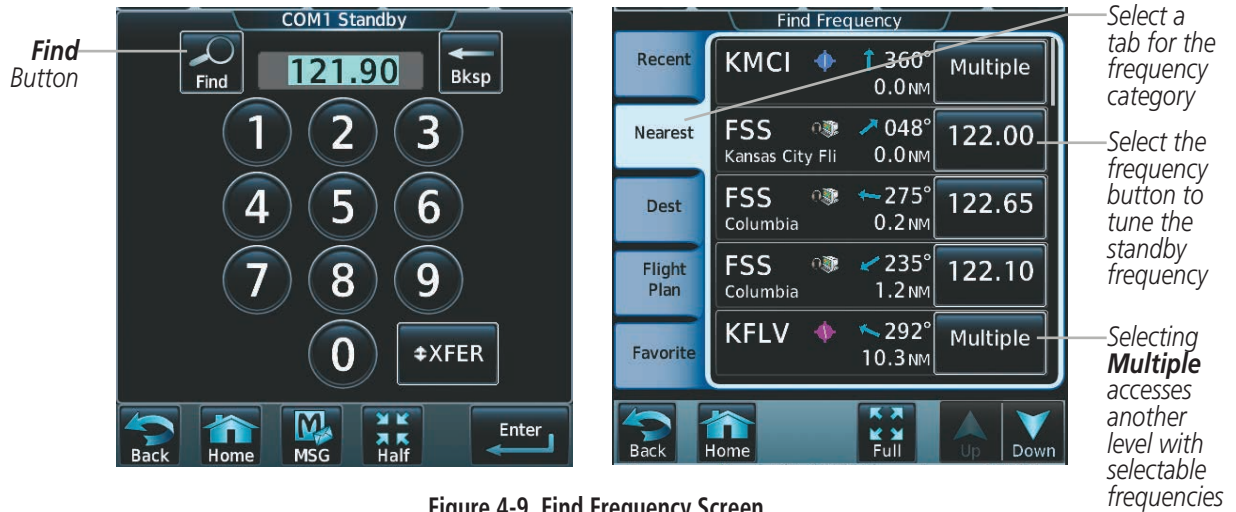 Find
Button
COM1 Standby
Find
121.90
Bksp
1
2
3
4
5
6
7
8
9
0
XFER
Back
Home
MSG
Half
Enter
Find Frequency
Recent
Nearest
Dest
Flight
Plan
Favorite
KMCI
360°
0.0NM
Multiple
FSS
048°
Kansas City Fli
0.0NM
122.00
FSS
275°
Columbia
0.2NM
122.65
FSS
235°
Columbia
1.2NM
122.10
KFLV
292°
10.3NM
Multiple
Back
Home
Full
Up
Down
Select a
tab for the
frequency
category
Select the
frequency
button to
tune the
standby
frequency
Selecting
Multiple
accesses
another
level with
selectable
frequencies
Figure 4-9 Find Frequency Screen